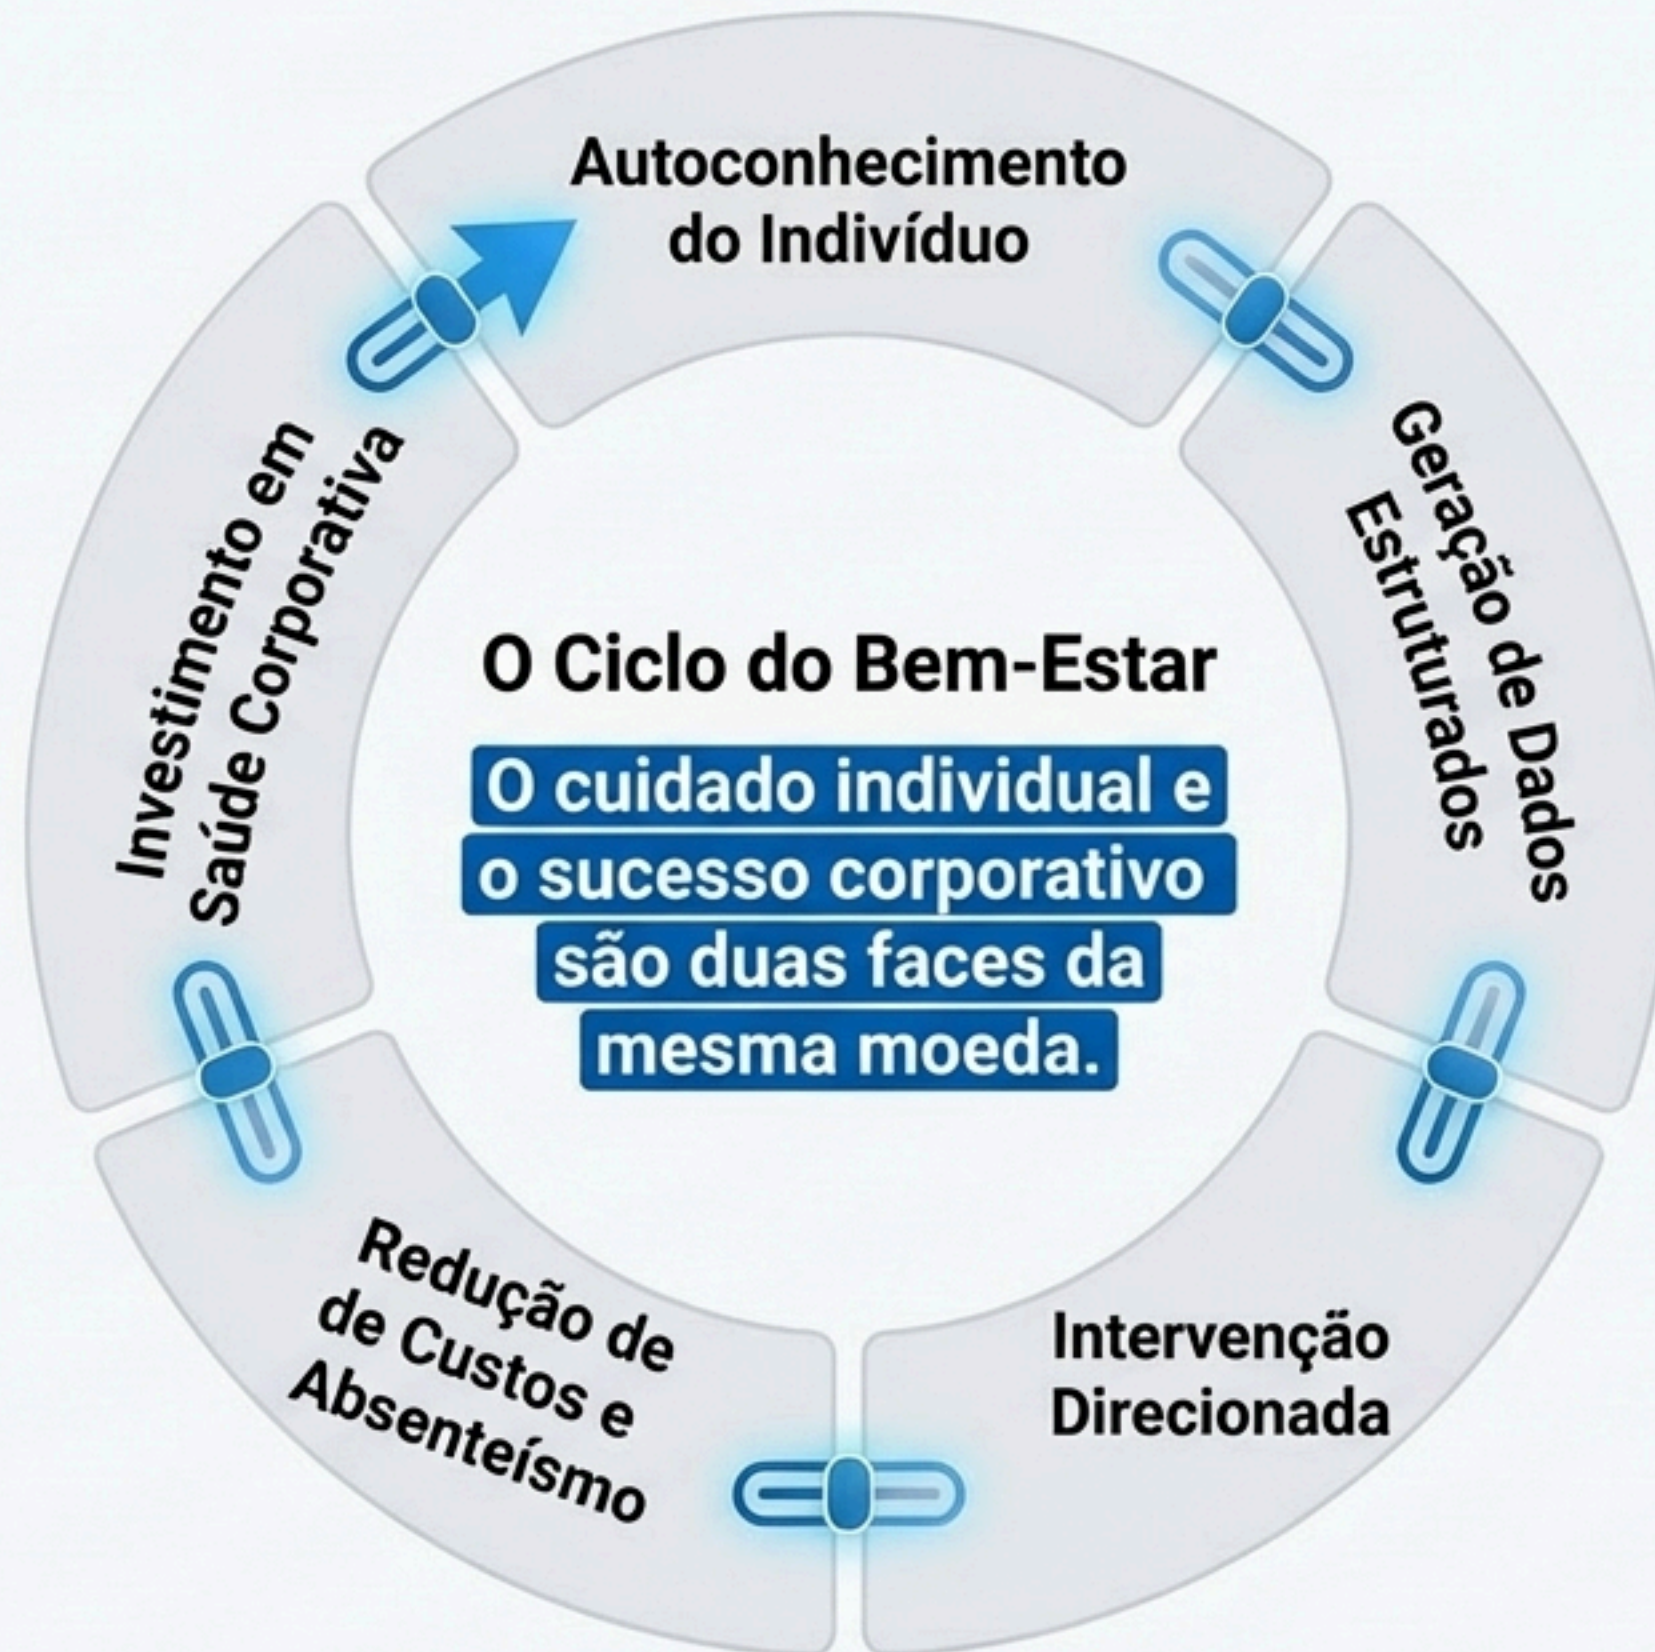 Autoconhecimento
do Indivíduo
Geração de Dados
Estruturados
Intervenção
Direcionada
Redução de
de Custos e
Absenteísmo
Investimento em
Saúde Corporativa
O Ciclo do Bem-Estar
O cuidado individual e
o sucesso corporativo
são duas faces da
mesma moeda.